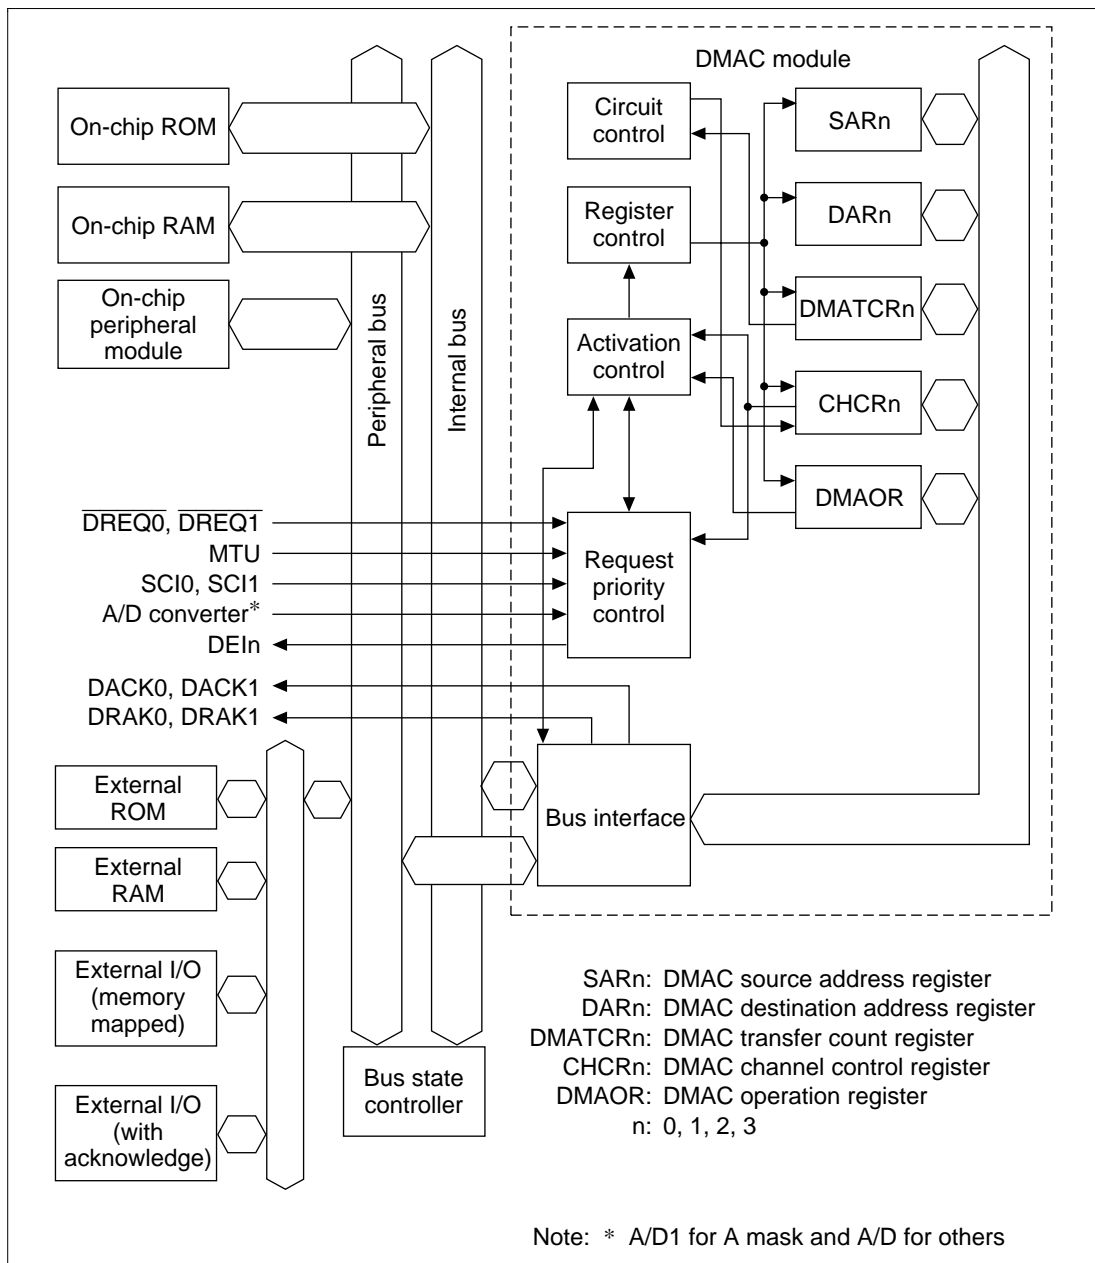 DMAC module
On-chip ROM
On-chip RAM
On-chip
peripheral
module
Peripheral bus
Internal bus
Circuit
control
Register
control
Activation
control
Request
priority
control
SARn
DARn
DMATCRn
CHCRn
DMAOR
DREQ0, DREQ1
MTU
SCI0, SCI1
A/D converter*
DEIn
DACK0, DACK1
DRAK0, DRAK1
External
ROM
External
RAM
External I/O
(memory
mapped)
External I/O
(with
acknowledge)
Bus interface
Bus state
controller
SARn: DMAC source address register
DARn: DMAC destination address register
DMATCRn: DMAC transfer count register
CHCRn: DMAC channel control register
DMAOR: DMAC operation register
n: 0, 1, 2, 3
Note: * A/D1 for A mask and A/D for others